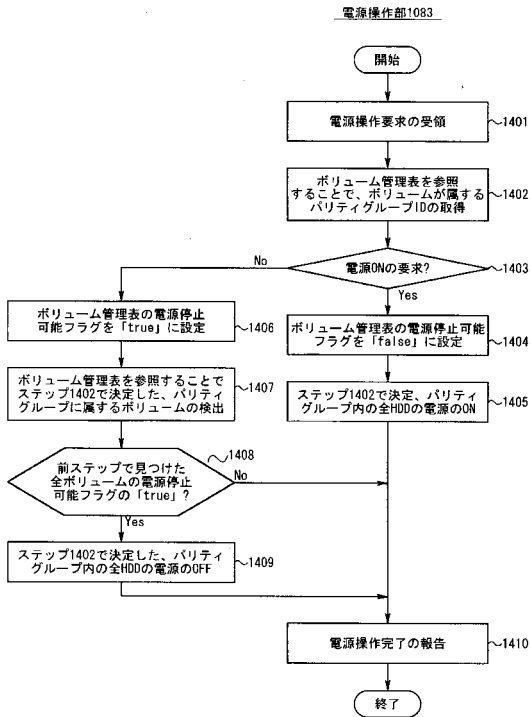 電源操作部1083
開始
電源操作要求の受領
1401
ボリューム管理表を参照
することで、ボリュームが属する
パリティグループIDの取得
1402
電源ONの要求?
1403
No
Yes
ボリューム管理表の電源停止
可能フラグを「true」に設定
1406
ボリューム管理表の電源停止可能
フラグを「false」に設定
1404
ボリューム管理表を参照することで
ステップ1402で決定した、パリティ
グループに属するボリュームの検出
1407
ステップ1402で決定、パリティ
グループ内の全HDDの電源のON
1405
前ステップで見つけた
全ボリュームの電源停止
可能フラグの「true」?
1408
No
Yes
ステップ1402で決定した、パリティ
グループ内の全HDDの電源のOFF
1409
電源操作完了の報告
1410
終了